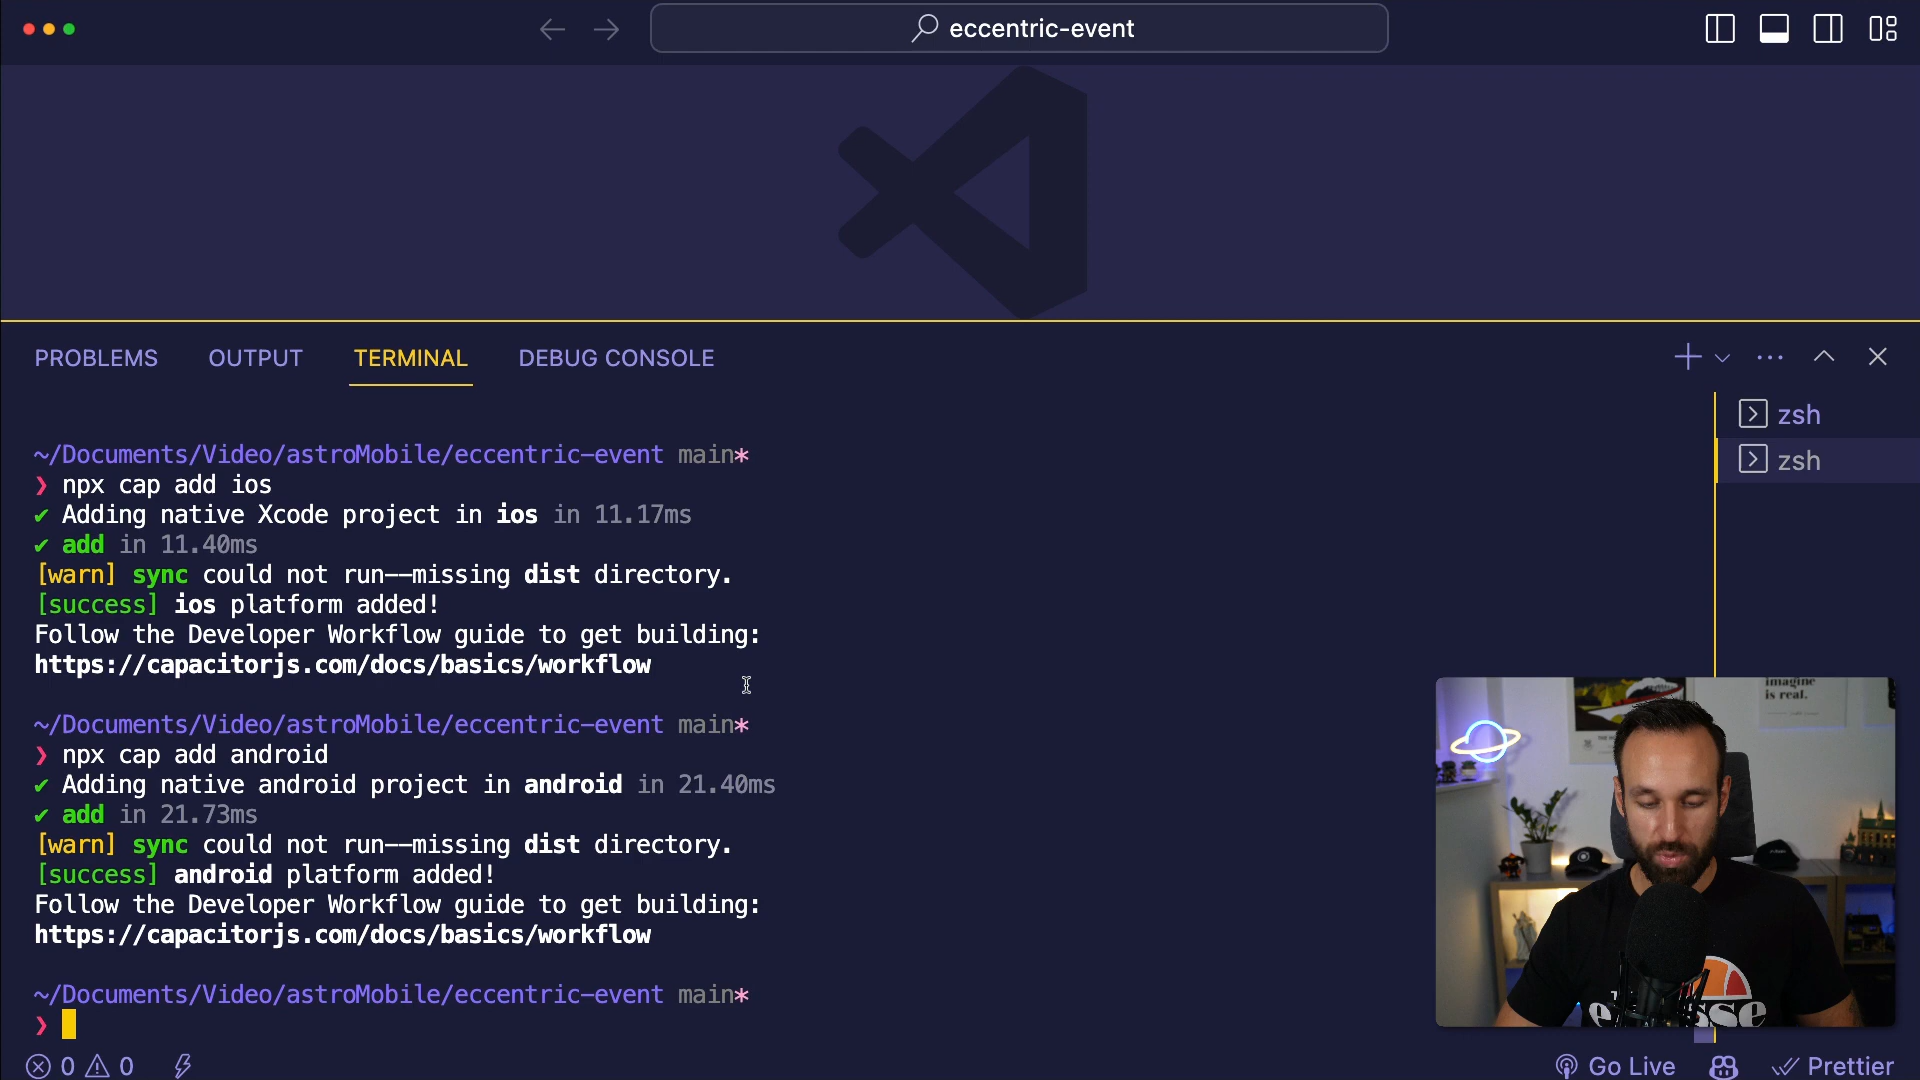 eccentric-event
PROBLEMS OUTPUT TERMINAL DEBUG CONSOLE
zsh
zsh
~/Documents/Video/astroMobile/eccentric-event main*
❯ npx cap add ios
✔ Adding native Xcode project in ios in 11.17ms
✔ add in 11.40ms
[warn] sync could not run--missing dist directory.
[success] ios platform added!
Follow the Developer Workflow guide to get building:
https://capacitorjs.com/docs/basics/workflow
~/Documents/Video/astroMobile/eccentric-event main*
❯ npx cap add android
✔ Adding native android project in android in 21.40ms
✔ add in 21.73ms
[warn] sync could not run--missing dist directory.
[success] android platform added!
Follow the Developer Workflow guide to get building:
https://capacitorjs.com/docs/basics/workflow
~/Documents/Video/astroMobile/eccentric-event main*
❯
imagine
is real.
0 0
Go Live Prettier